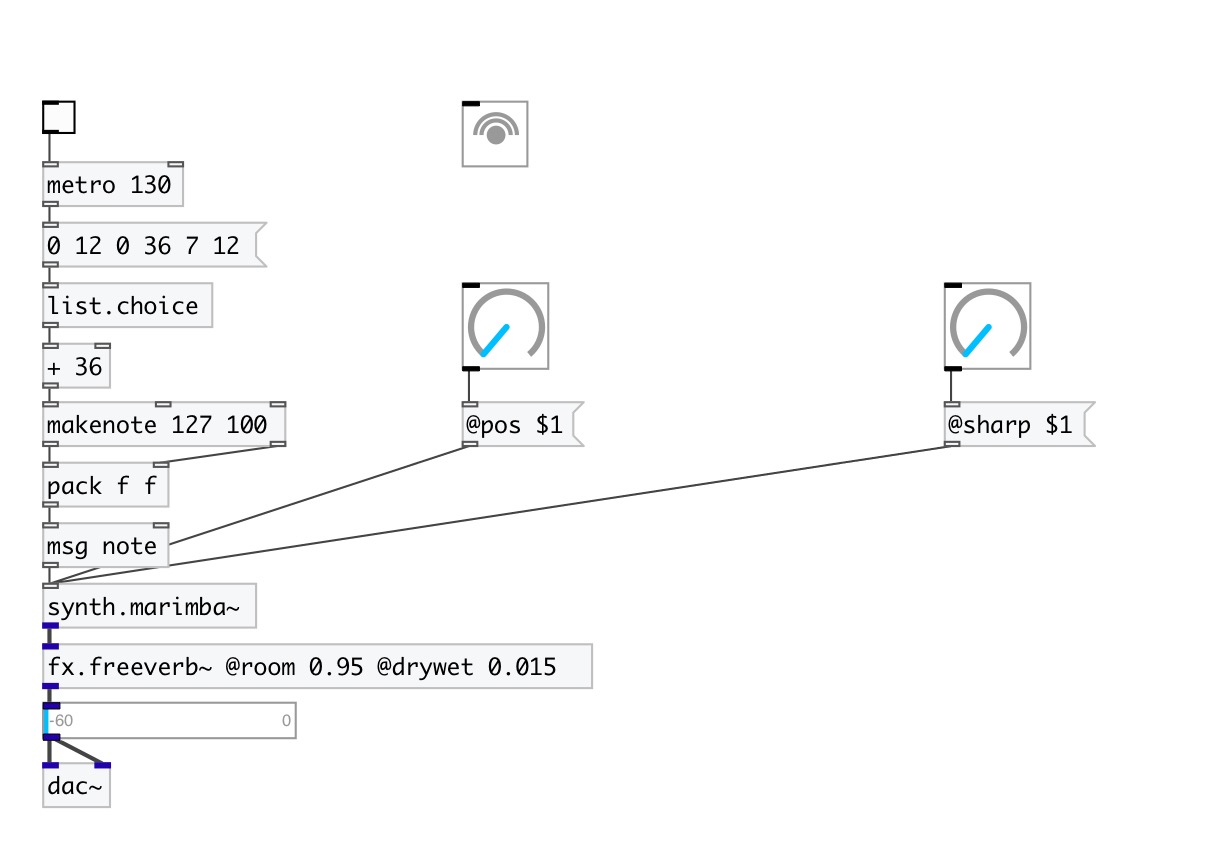 metro 130
0 12 0 36 7 12
list.choice
+ 36
makenote 127 100
@pos $1
@sharp $1
pack f f
msg note
synth.marimba~
fx.freeverb~ @room 0.95 @drywet 0.015
-60 0
dac~